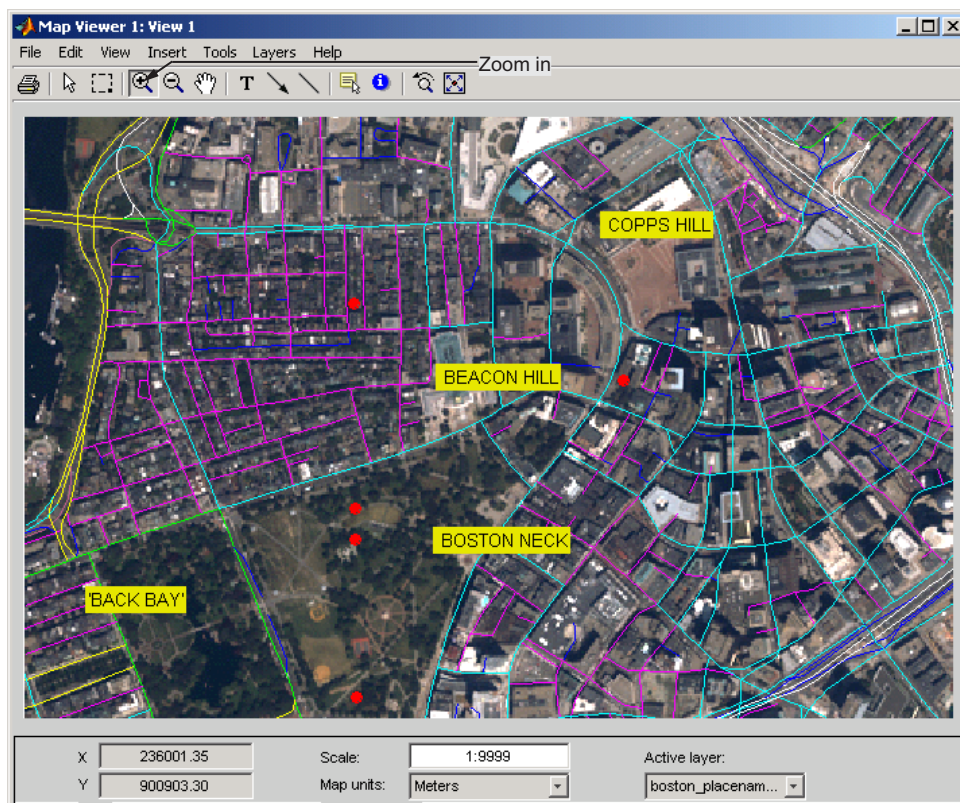 Map Viewer 1: View 1
File Edit View Insert Tools Layers Help
Zoom in
T
COPPS HILL
BEACON HILL
BOSTON NECK
'BACK BAY'
X 236001.35 Scale: 1:9999 Active layer:
Y 900903.30 Map units: Meters boston_placenam...